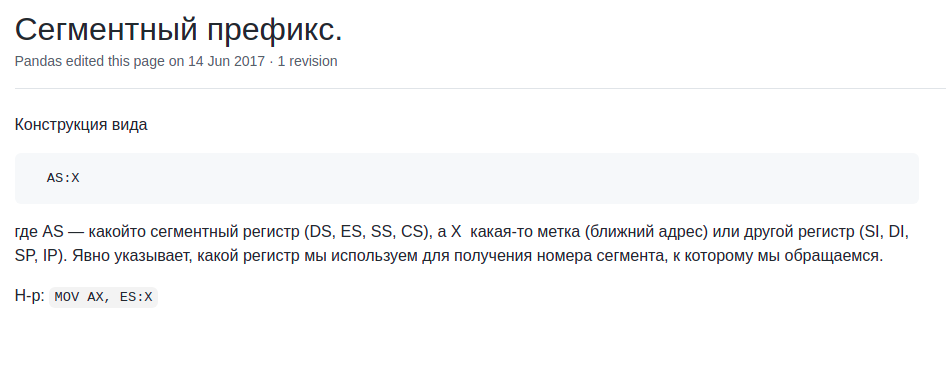 Сегментный префикс.
Pandas edited this page on 14 Jun 2017 · 1 revision
Конструкция вида
AS:X
где AS — какойто сегментный регистр (DS, ES, SS, CS), а X какая-то метка (ближний адрес) или другой регистр (SI, DI,
SP, IP). Явно указывает, какой регистр мы используем для получения номера сегмента, к которому мы обращаемся.
Н-р: MOV AX, ES:X